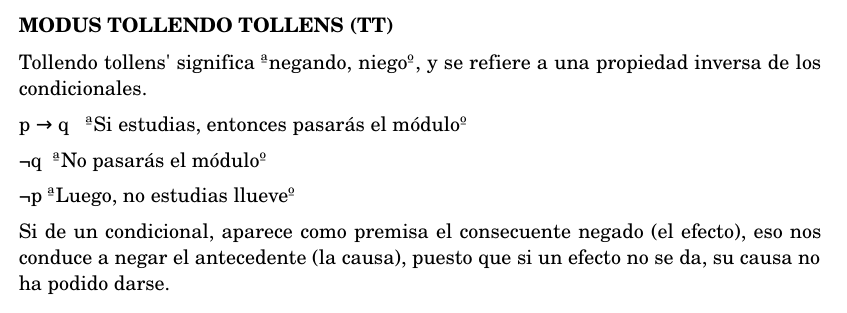 MODUS TOLLENDO TOLLENS (TT)
Tollendo tollens' significa ªnegando, niegoº, y se refiere a una propiedad inversa de los
condicionales.
p → q ªSi estudias, entonces pasarás el móduloº
¬q ªNo pasarás el móduloº
¬p ªLuego, no estudias llueveº
Si de un condicional, aparece como premisa el consecuente negado (el efecto), eso nos
conduce a negar el antecedente (la causa), puesto que si un efecto no se da, su causa no
ha podido darse.